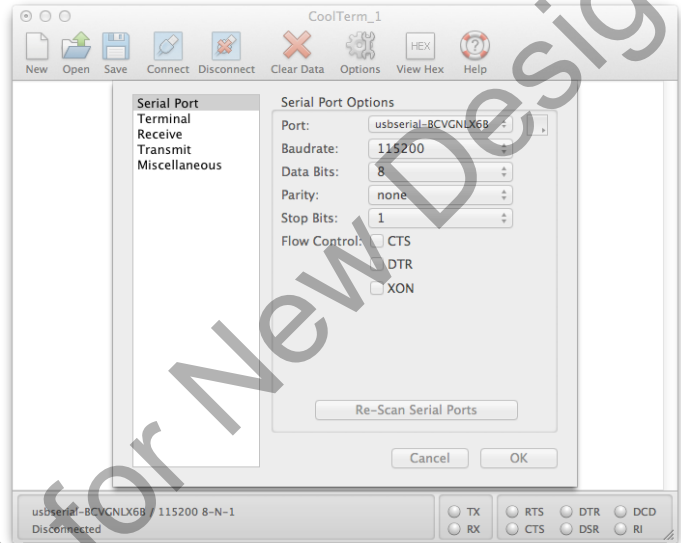 CoolTerm_1
New Open Save Connect Disconnect Clear Data Options HEX View Hex Help
Serial Port
Terminal
Receive
Transmit
Miscellaneous
Serial Port Options
Port: usbserial-BCVGNLX6B
Baudrate: 115200
Data Bits: 8
Parity: none
Stop Bits: 1
Flow Control: CTS
DTR
XON
Re-Scan Serial Ports
Cancel OK
usbserial-BCVGNLX6B / 115200 8-N-1
Disconnected
TX RTS DTR DCD
RX CTS DSR RI
for New Desig